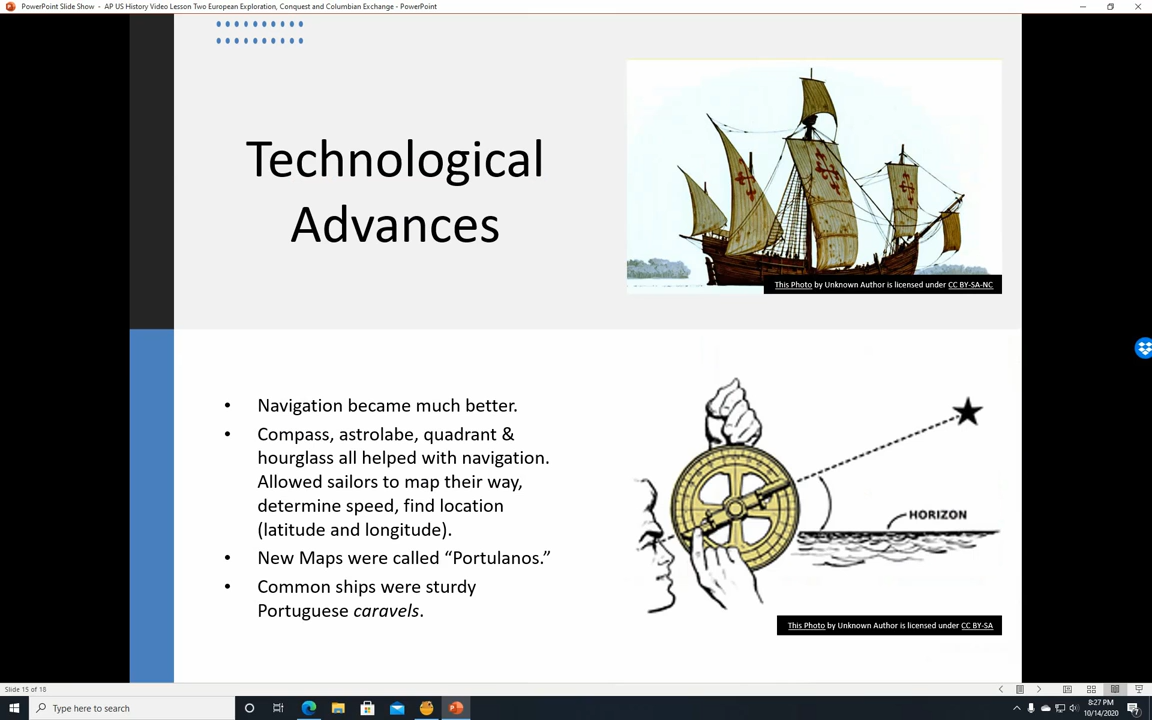 PowerPoint Slide Show - AP US History Video Lesson Two European Exploration, Conquest and Columbian Exchange - PowerPoint
Technological
Advances
This Photo by Unknown Author is licensed under CC BY-SA-NC
• Navigation became much better.
• Compass, astrolabe, quadrant &
hourglass all helped with navigation.
Allowed sailors to map their way,
determine speed, find location
(latitude and longitude).
• New Maps were called “Portulanos.”
• Common ships were sturdy
Portuguese caravels.
HORIZON
This Photo by Unknown Author is licensed under CC BY-SA
Slide 15 of 18
Type here to search
8:27 PM
10/14/2020
7